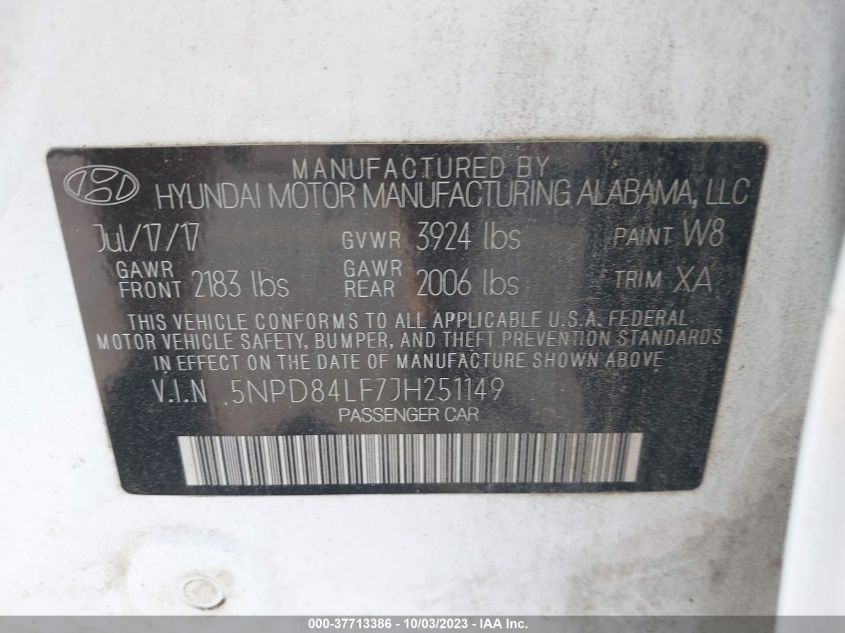 MANUFACTURED BY
HYUNDAI MOTOR MANUFACTURING ALABAMA, LLC
Jul/17/17 GVWR 3924 lbs PAINT W8
GAWR FRONT 2183 lbs GAWR REAR 2006 lbs TRIM XA
THIS VEHICLE CONFORMS TO ALL APPLICABLE U.S.A. FEDERAL
MOTOR VEHICLE SAFETY, BUMPER, AND THEFT PREVENTION STANDARDS
IN EFFECT ON THE DATE OF MANUFACTURE SHOWN ABOVE
V.I.N. 5NPD84LF7JH251149
PASSENGER CAR
000-37713386 - 10/03/2023 - IAA Inc.